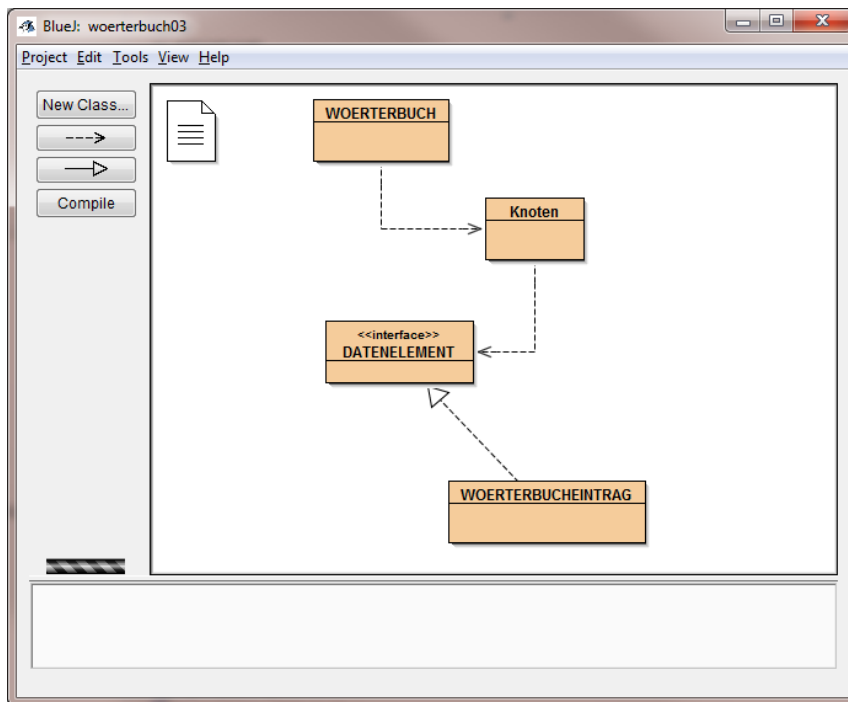 BlueJ: woerterbuch03
Project Edit Tools View Help
New Class...
Compile
WOERTERBUCH
Knoten
<<interface>>
DATENELEMENT
WOERTERBUCHEINTRAG